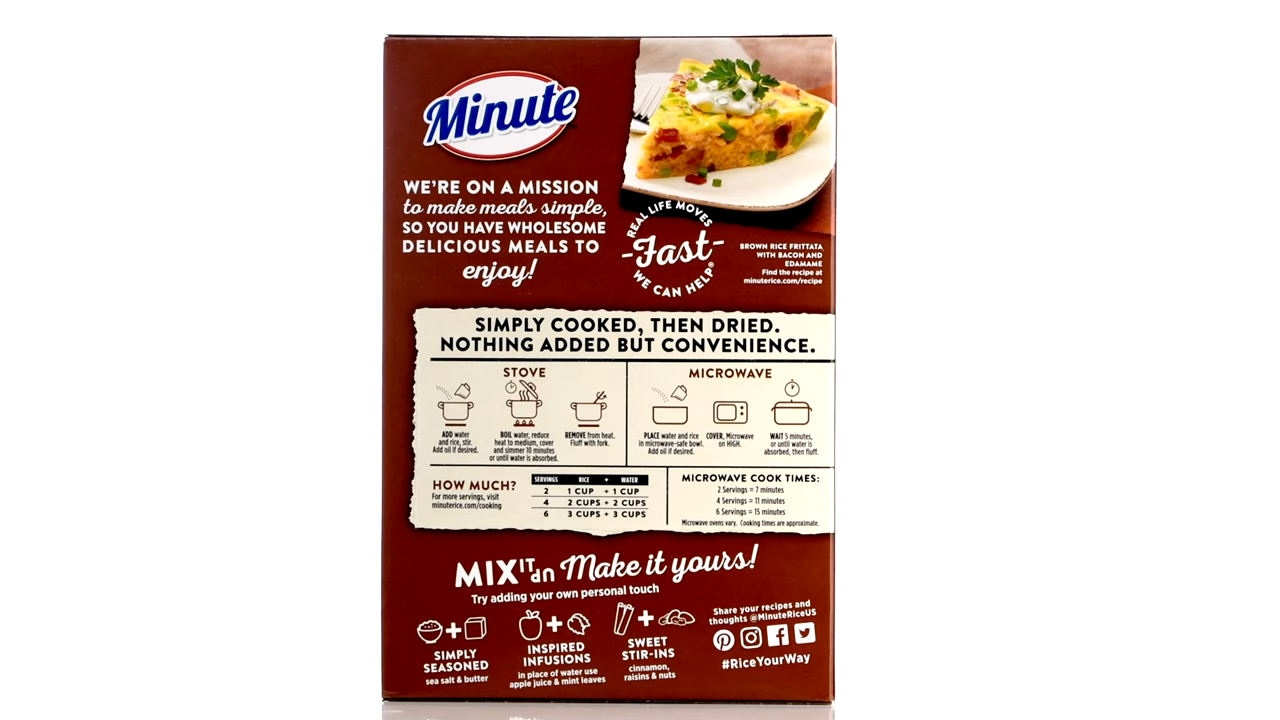 Minute
WE'RE ON A MISSION
to make meals simple,
SO YOU HAVE WHOLESOME
DELICIOUS MEALS TO
enjoy!
REAL LIFE MOVES
-Fast-
WE CAN HELP®
BROWN RICE FRITTATA
WITH BACON AND
EDAMAME
Find the recipe at
minuterice.com/recipe
SIMPLY COOKED, THEN DRIED.
NOTHING ADDED BUT CONVENIENCE.
STOVE
ADD water
and rice, stir.
Add oil if desired.
BOIL water, reduce
heat to medium, cover
and simmer 10 minutes
or until water is absorbed.
REMOVE from heat.
Fluff with fork.
MICROWAVE
PLACE water and rice
in microwave-safe bowl.
Add oil if desired.
COVER, Microwave
on HIGH.
WAIT 5 minutes,
or until water is
absorbed, then fluff.
HOW MUCH?
For more servings, visit
minuterice.com/cooking
SERVINGS RICE + WATER
2 1 CUP + 1 CUP
4 2 CUPS + 2 CUPS
6 3 CUPS + 3 CUPS
MICROWAVE COOK TIMES:
2 Servings = 7 minutes
4 Servings = 11 minutes
6 Servings = 15 minutes
Microwave ovens vary. Cooking times are approximate.
MIX IT UP Make it yours!
Try adding your own personal touch
+
SIMPLY
SEASONED
sea salt & butter
+
INSPIRED
INFUSIONS
in place of water use
apple juice & mint leaves
+
SWEET
STIR-INS
cinnamon,
raisins & nuts
Share your recipes and
thoughts @MinuteRiceUS
#RiceYourWay